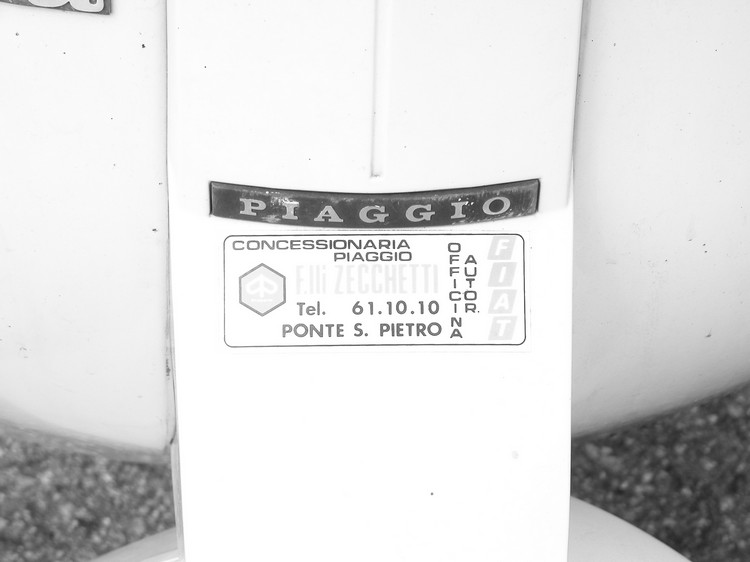 PIAGGIO
CONCESSIONARIA
PIAGGIO
F.lli ZECCHETTI
Tel. 61.10.10
PONTE S. PIETRO
OFFICINA
AUTOR.
FIAT